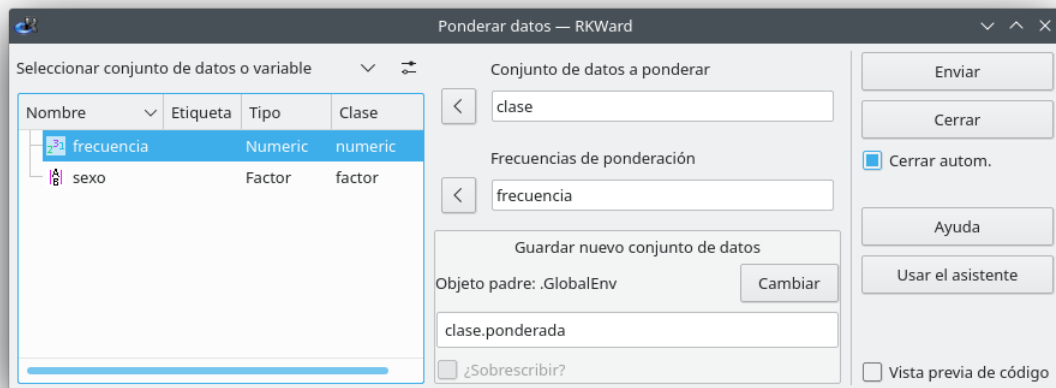 Ponderar datos — RKWard
Seleccionar conjunto de datos o variable
Nombre Etiqueta Tipo Clase
frecuencia Numeric numeric
sexo Factor factor
Conjunto de datos a ponderar
clase
Frecuencias de ponderación
frecuencia
Guardar nuevo conjunto de datos
Objeto padre: .GlobalEnv Cambiar
clase.ponderada
¿Sobrescribir?
Enviar
Cerrar
Cerrar autom.
Ayuda
Usar el asistente
Vista previa de código